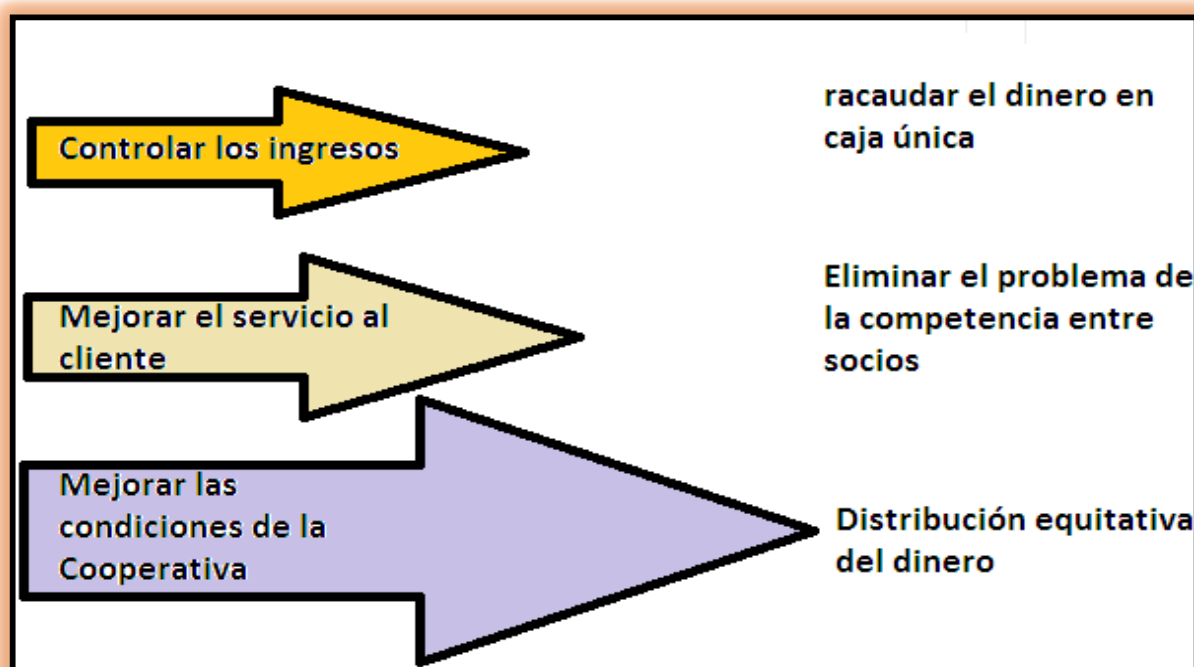 Controlar los ingresos
racaudar el dinero en
caja única
Mejorar el servicio al
cliente
Eliminar el problema de
la competencia entre
socios
Mejorar las
condiciones de la
Cooperativa
Distribución equitativa
del dinero